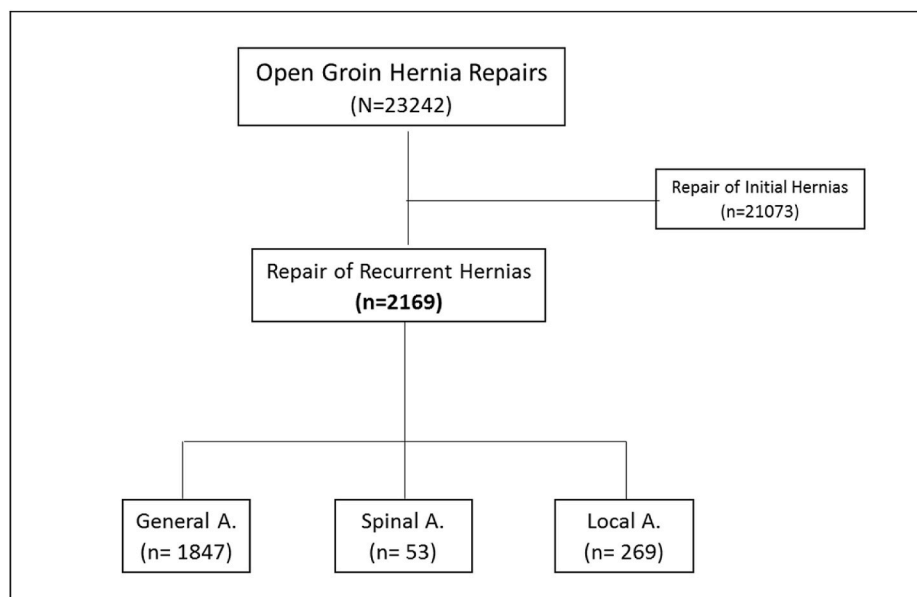 Open Groin Hernia Repairs
(N=23242)
Repair of Initial Hernias
(n=21073)
Repair of Recurrent Hernias
(n=2169)
General A.
(n= 1847)
Spinal A.
(n= 53)
Local A.
(n= 269)